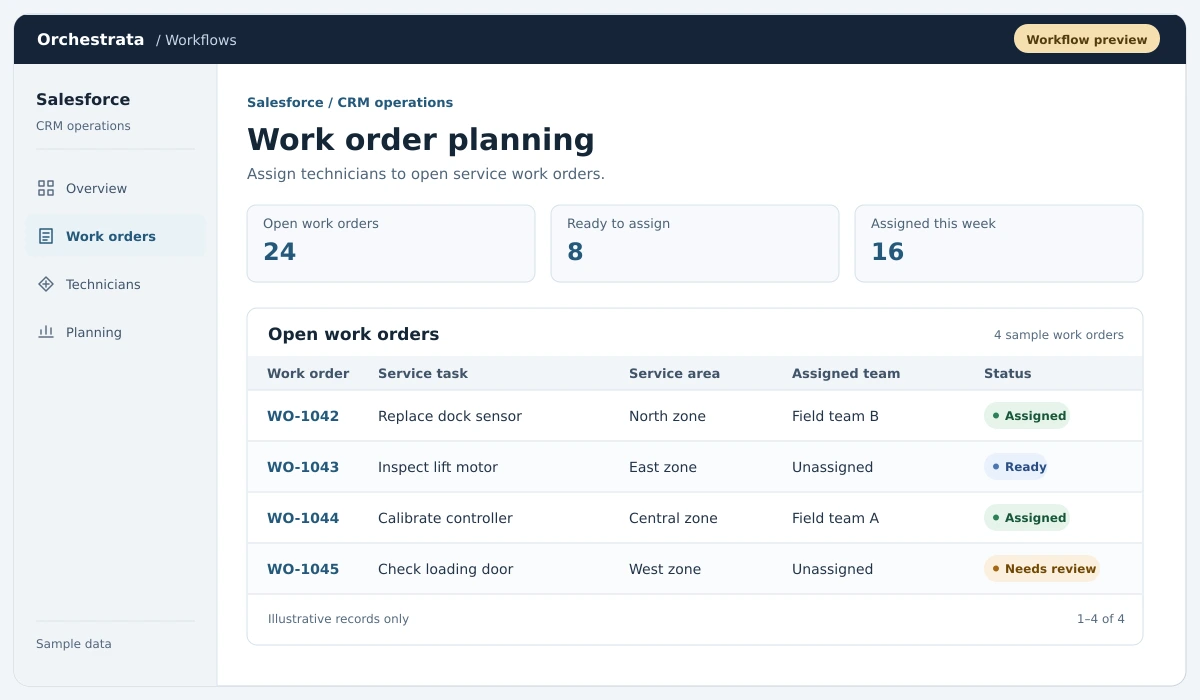 Orchestrata / Workflows
Workflow preview
Salesforce
CRM operations
Overview
Work orders
Technicians
Planning
Sample data
Salesforce / CRM operations
Work order planning
Assign technicians to open service work orders.
Open work orders
24
Ready to assign
8
Assigned this week
16
Open work orders
4 sample work orders
Work order Service task Service area Assigned team Status
WO-1042 Replace dock sensor North zone Field team B Assigned
WO-1043 Inspect lift motor East zone Unassigned Ready
WO-1044 Calibrate controller Central zone Field team A Assigned
WO-1045 Check loading door West zone Unassigned Needs review
Illustrative records only
1–4 of 4